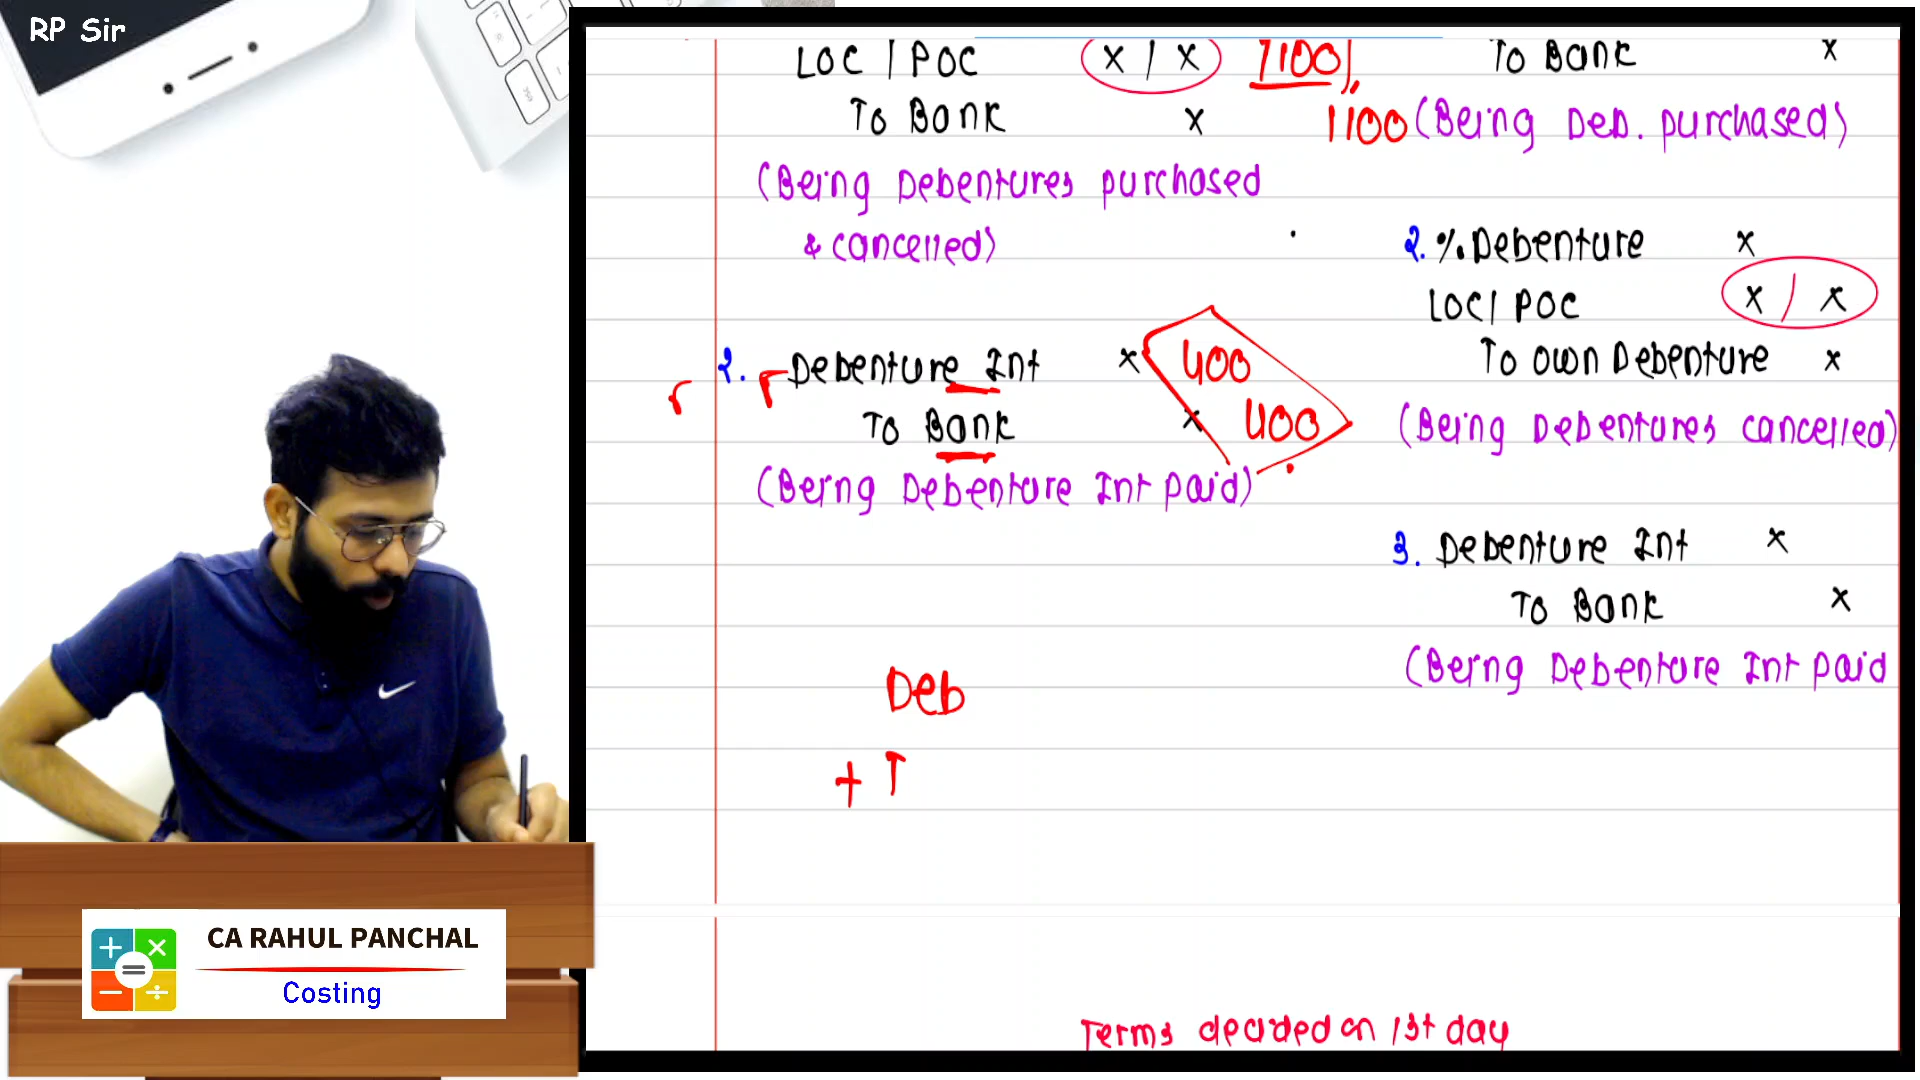 RP Sir
LOC / POC x / x 1100
To Bank x
(Being Debentures purchased
& cancelled)
2. Debenture Int x 400
To Bank x 400
(Being Debenture Int paid)
Deb
+ I
To Bank x
1100 (Being Deb. purchased)
2. % Debenture x
LOC / POC x / x
To own Debenture x
(Being Debentures cancelled)
3. Debenture Int x
To Bank x
(Being Debenture Int paid
Terms decided on 1st day
CA RAHUL PANCHAL
Costing